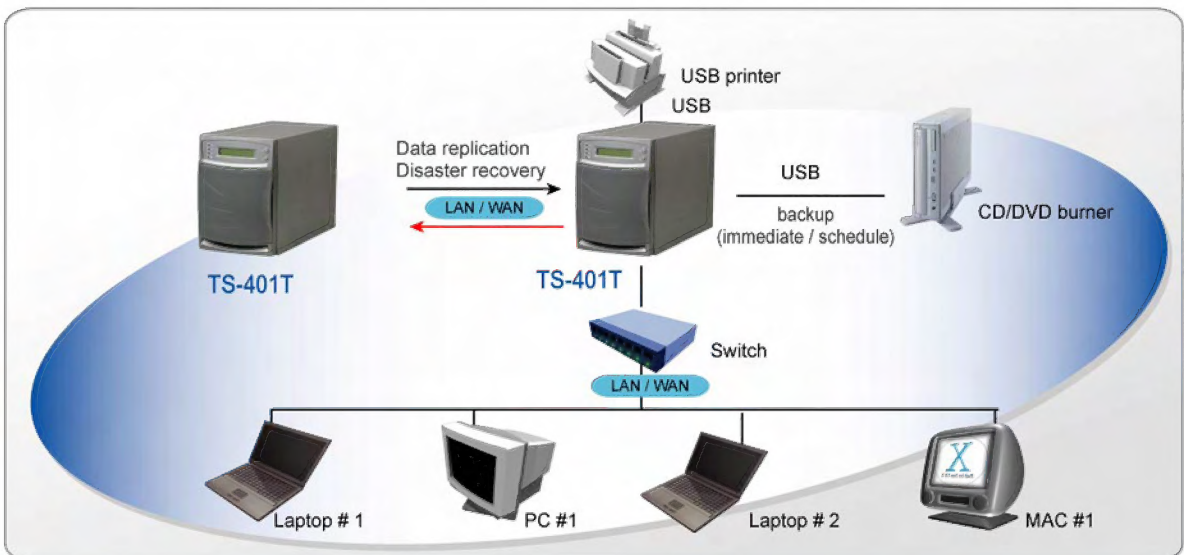 USB printer
USB
Data replication
Disaster recovery
LAN / WAN
TS-401T
TS-401T
USB
backup
(immediate / schedule)
CD/DVD burner
Switch
LAN / WAN
Laptop # 1
PC #1
Laptop # 2
MAC #1
X